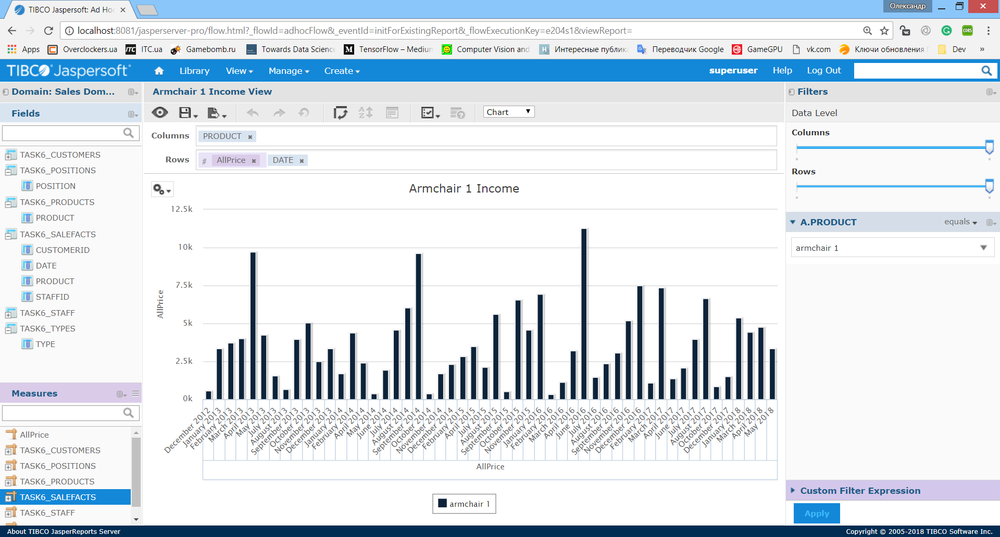 TIBCO Jaspersoft: Ad Hoc
Олександр
localhost:8081/jasperserver-pro/flow.html?_flowId=adhocFlow&_eventId=initForExistingReport&_flowExecutionKey=e204s1&viewReport=
Apps Overclockers.ua ITC.ua Gamebomb.ru Towards Data Science TensorFlow – Medium Computer Vision and Интересные публика Переводчик Google GameGPU vk.com Ключи обновления Dev »
TIBCO Jaspersoft Library View Manage Create superuser Help Log Out
Domain: Sales Dom...
Armchair 1 Income View
Filters
Fields
Chart
Data Level
Columns PRODUCT
Rows # AllPrice DATE
Columns
Rows
A.PRODUCT equals
armchair 1
TASK6_CUSTOMERS
TASK6_POSITIONS
POSITION
TASK6_PRODUCTS
PRODUCT
TASK6_SALEFACTS
CUSTOMERID
DATE
PRODUCT
STAFFID
TASK6_STAFF
TASK6_TYPES
TYPE
Measures
AllPrice
TASK6_CUSTOMERS
TASK6_POSITIONS
TASK6_PRODUCTS
TASK6_SALEFACTS
TASK6_STAFF
Armchair 1 Income
12.5k
10k
7.5k
5k
2.5k
0k
AllPrice
December 2012
January 2013
February 2013
March 2013
April 2013
May 2013
July 2013
August 2013
September 2013
October 2013
November 2013
December 2013
January 2014
February 2014
April 2014
May 2014
June 2014
July 2014
August 2014
September 2014
October 2014
November 2014
December 2014
February 2015
April 2015
July 2015
August 2015
September 2015
October 2015
November 2015
January 2016
February 2016
March 2016
April 2016
June 2016
July 2016
August 2016
September 2016
November 2016
December 2016
February 2017
March 2017
April 2017
June 2017
July 2017
August 2017
October 2017
December 2017
January 2018
March 2018
April 2018
May 2018
AllPrice
armchair 1
Custom Filter Expression
Apply
About TIBCO JasperReports Server
Copyright © 2005-2018 TIBCO Software Inc.